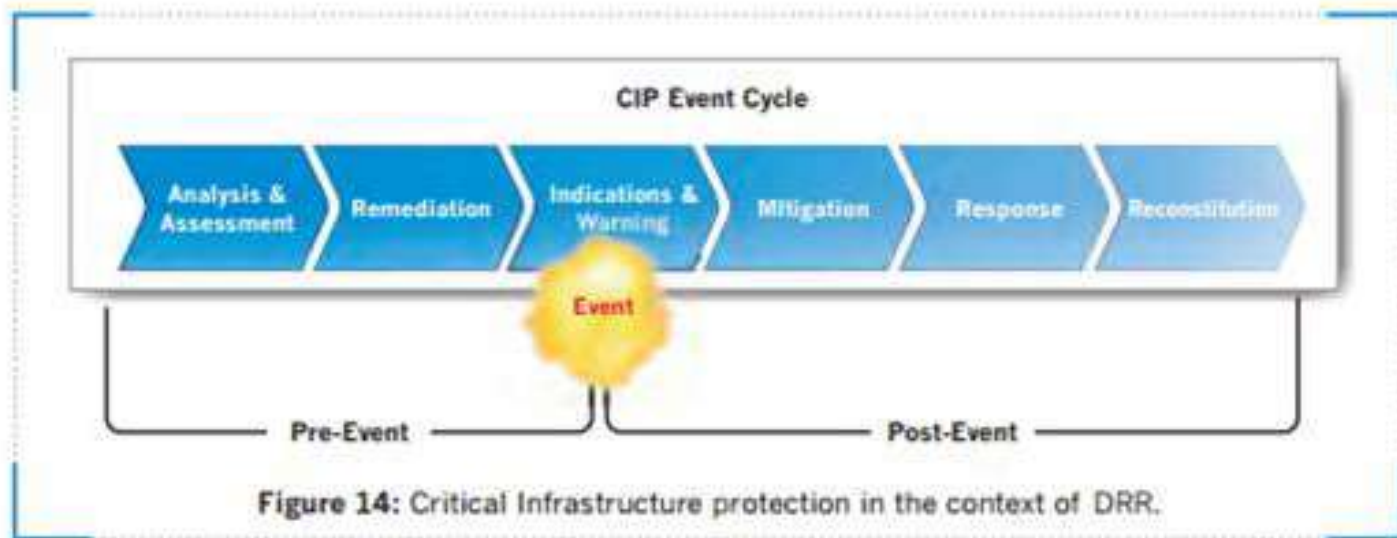 CIP Event Cycle
Analysis &
Assessment
Remediation
Indications &
Warning
Mitigation
Response
Reconstitution
Event
Pre-Event
Post-Event
Figure 14: Critical Infrastructure protection in the context of DRR.